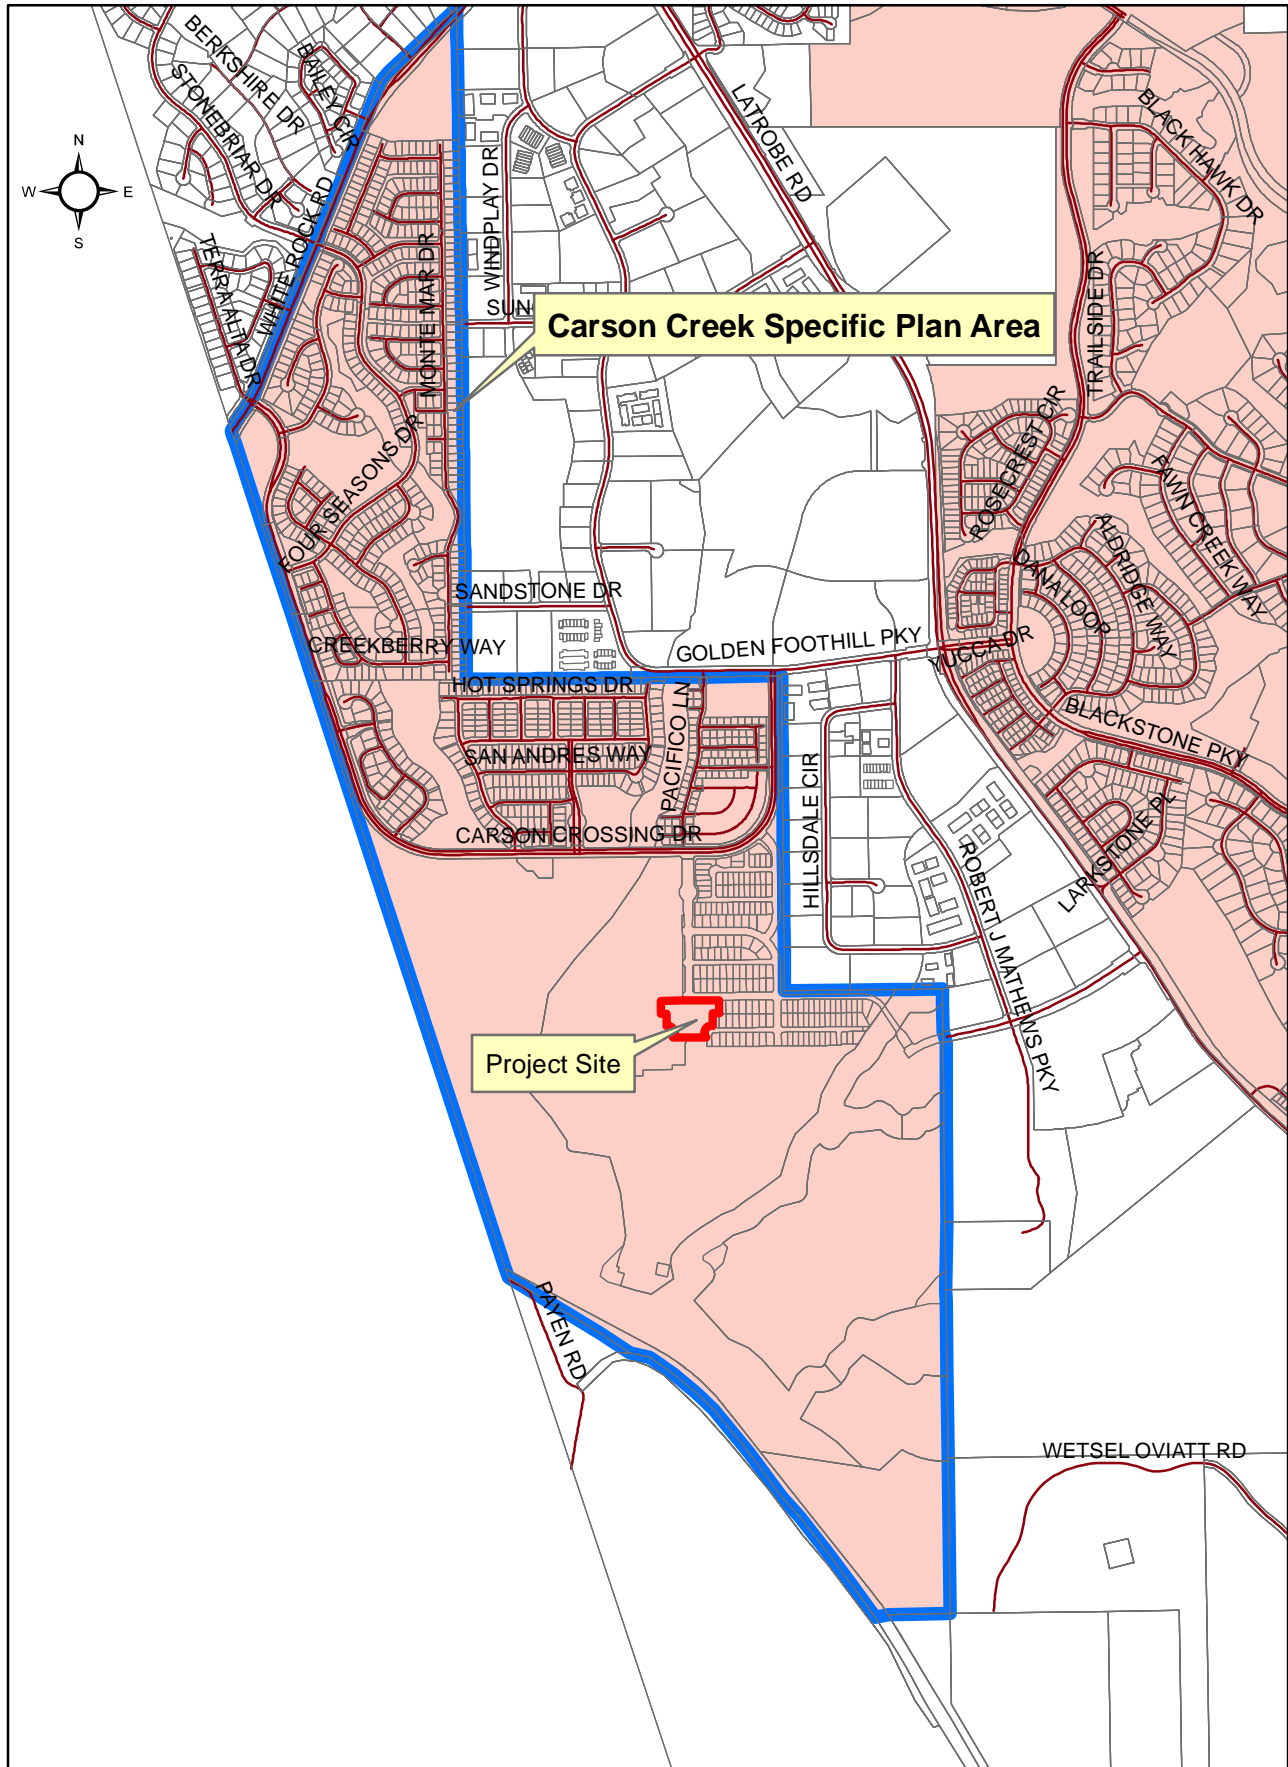 BERKSHIRE DR
BAILEY CIR
STONEBRIAR DR
LATROBE RD
BLACK HAWK DR
N
W
E
S
WINDPLAY DR
WHITE ROCK RD
TERRA ALTA DR
MONTE MAR DR
TRAILSIDE DR
SUN
Carson Creek Specific Plan Area
ROSECREST CIR
FOUR SEASONS DR
FAWN CREEK WAY
ALDRIDGE WAY
DANA LOOP
SANDSTONE DR
CREEKBERRY WAY
GOLDEN FOOTHILL PKY
YUCCA DR
HOT SPRINGS DR
PACIFICO LN
BLACKSTONE PKY
SAN ANDRES WAY
HILLSDALE CIR
CARSON CROSSING DR
LARKSTONE PL
ROBERT J MATHEWS PKY
Project Site
PAYEN RD
WETSEL OVIATT RD